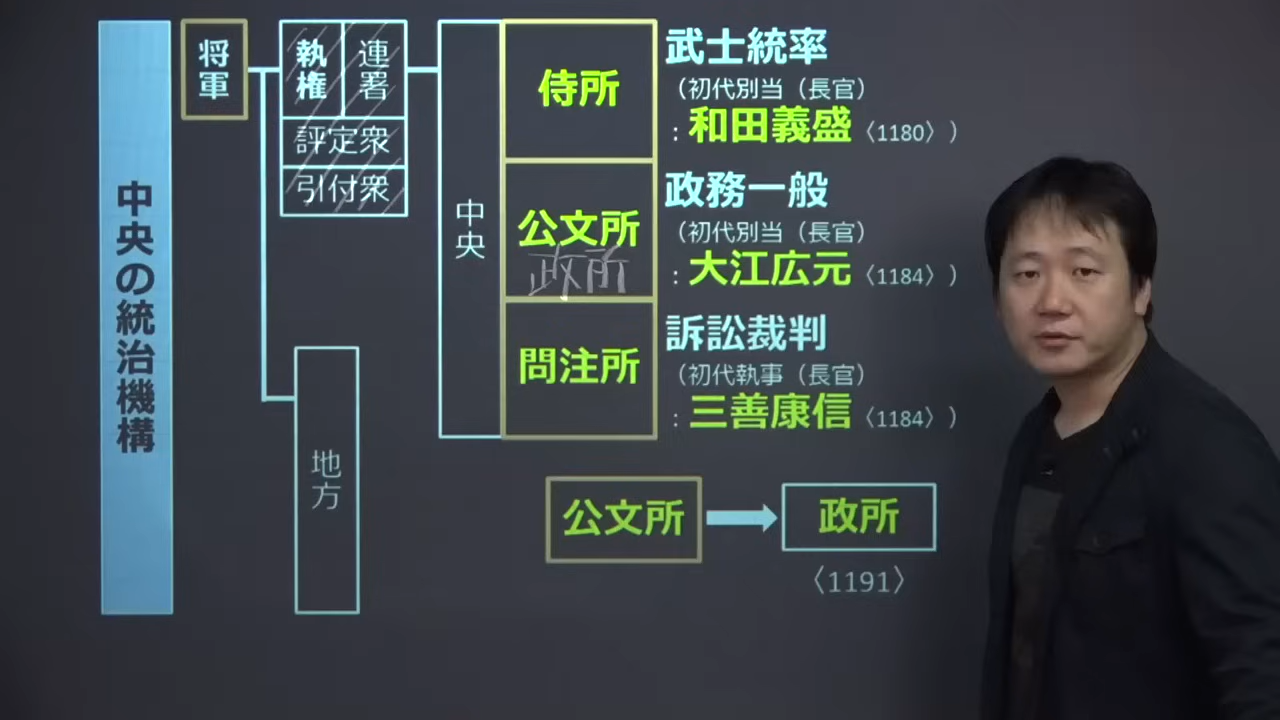 中央の統治機構
将軍
執権
連署
評定衆
引付衆
中央
地方
侍所
武士統率
（初代別当（長官）
：和田義盛〈1180〉）
公文所
政所
政務一般
（初代別当（長官）
：大江広元〈1184〉）
問注所
訴訟裁判
（初代執事（長官）
：三善康信〈1184〉）
公文所
政所
〈1191〉